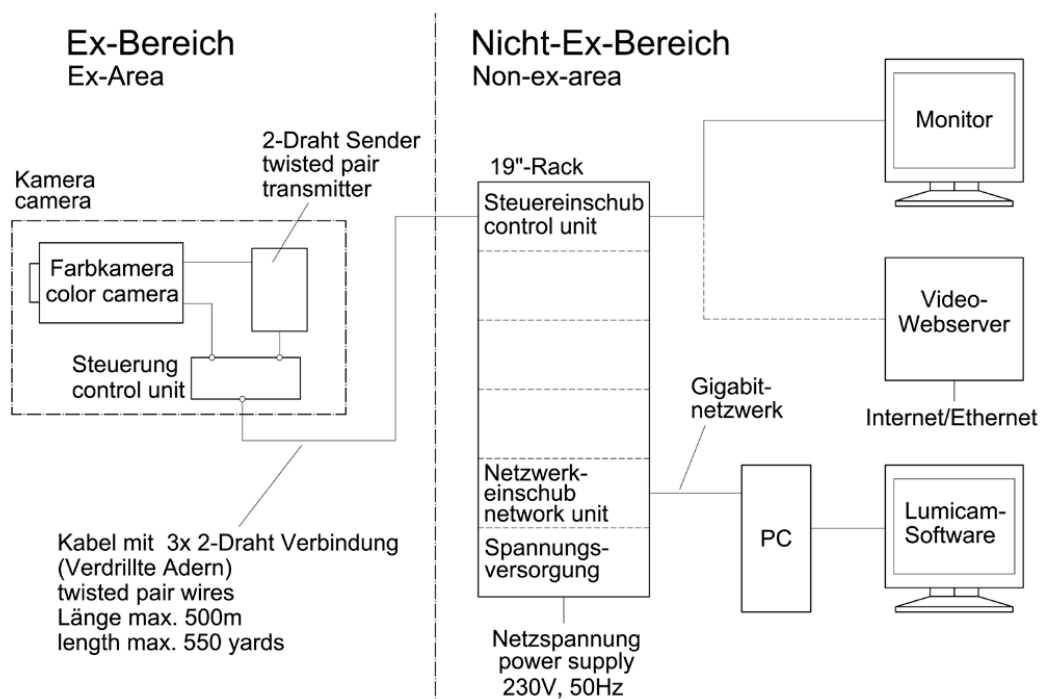 Ex-Bereich
Ex-Area
Nicht-Ex-Bereich
Non-ex-area
2-Draht Sender
twisted pair
transmitter
Kamera
camera
Farbkamera
color camera
Steuerung
control unit
Kabel mit 3x 2-Draht Verbindung
(Verdrillte Adern)
twisted pair wires
Länge max. 500m
length max. 550 yards
19"-Rack
Steuereinschub
control unit
Netzwerk-
einschub
network unit
Spannungs-
versorgung
Netzspannung
power supply
230V, 50Hz
Monitor
Video-
Webserver
Internet/Ethernet
Gigabit-
netzwerk
PC
Lumicam-
Software